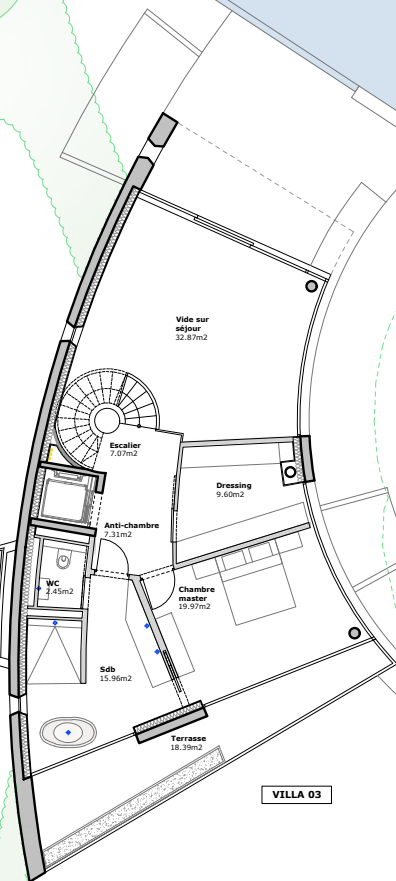 Vide sur
séjour
32.87m2
Escalier
7.07m2
Dressing
9.60m2
Anti-chambre
7.31m2
WC
2.45m2
Chambre
master
19.97m2
Sdb
15.96m2
Terrasse
18.39m2
VILLA 03